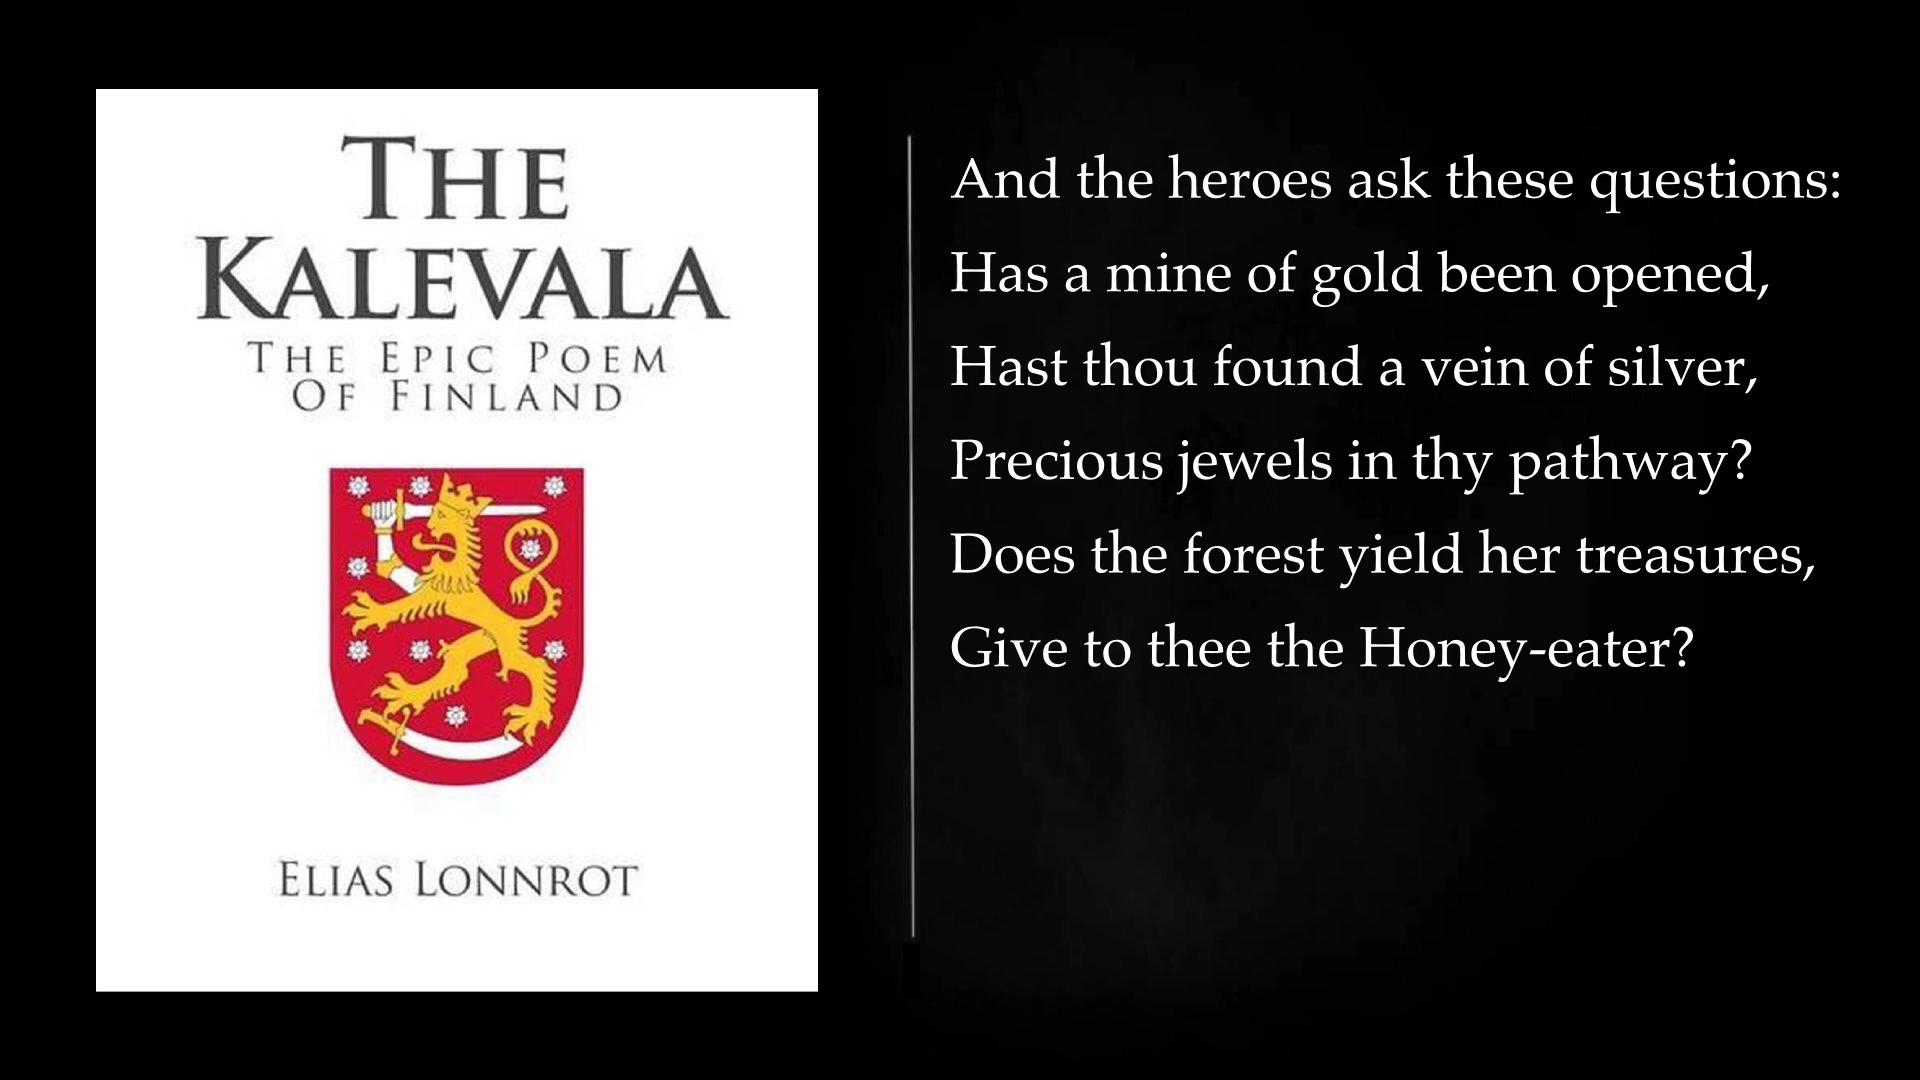 THE
KALEVALA
THE EPIC POEM
OF FINLAND
ELIAS LONNROT
And the heroes ask these questions:
Has a mine of gold been opened,
Hast thou found a vein of silver,
Precious jewels in thy pathway?
Does the forest yield her treasures,
Give to thee the Honey-eater?